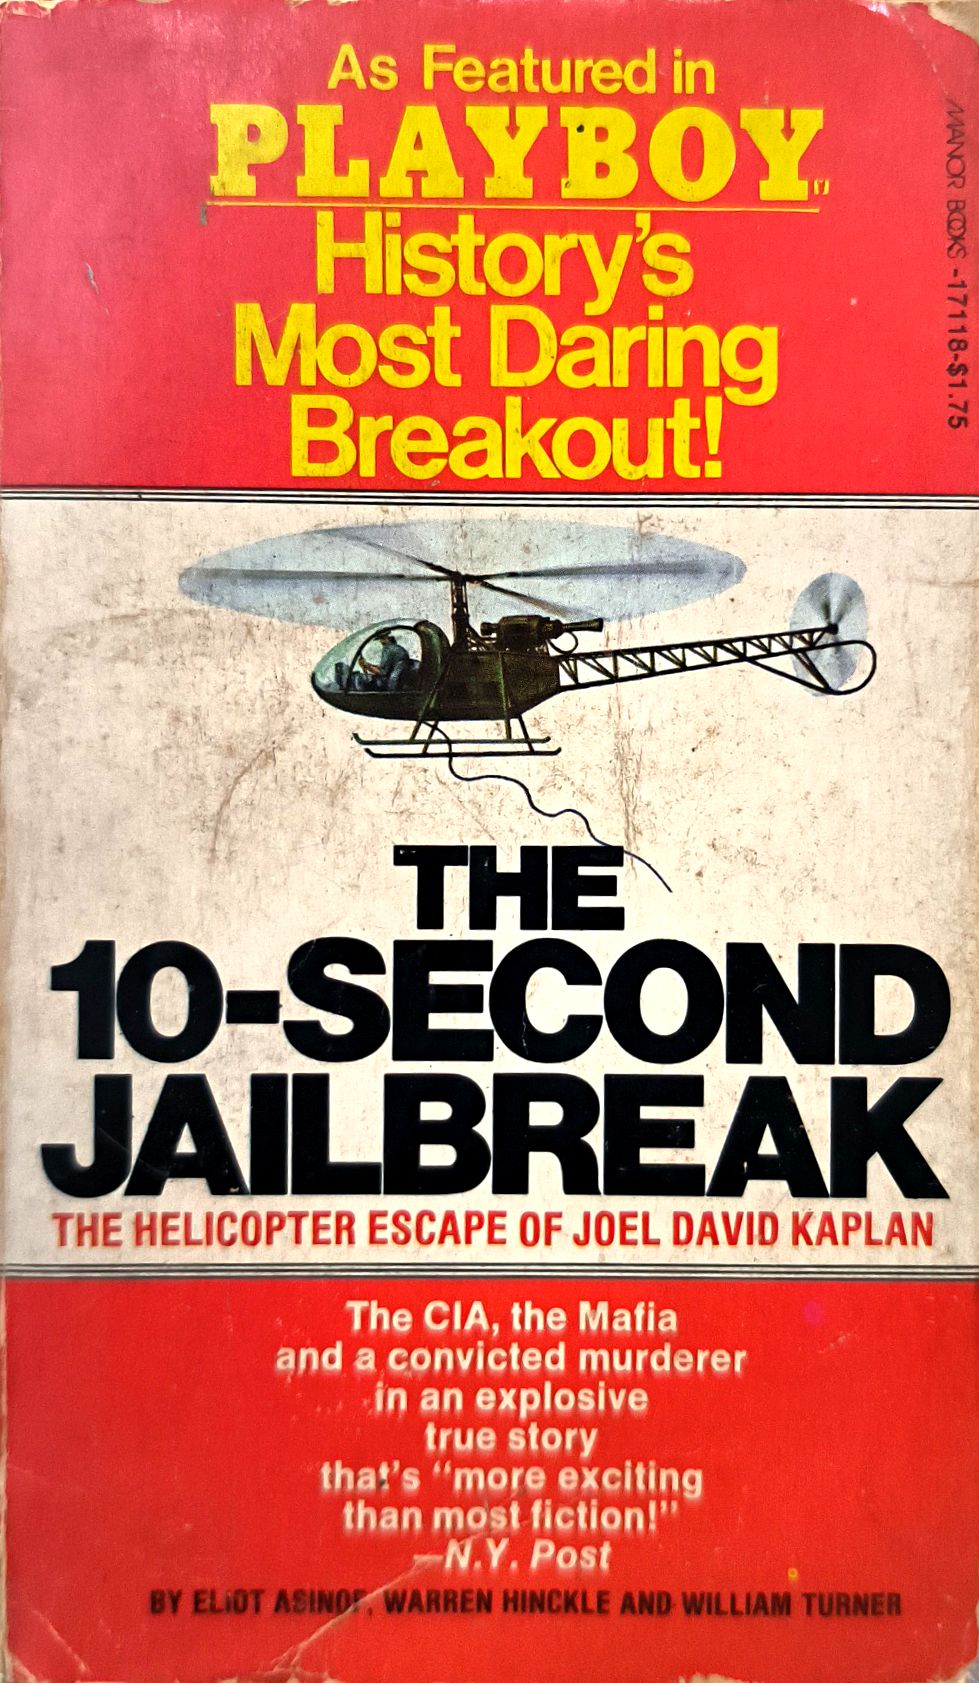 As Featured in
PLAYBOY
History's
Most Daring
Breakout!
MANOR BOOKS -17118-$1.75
THE
10-SECOND
JAILBREAK
THE HELICOPTER ESCAPE OF JOEL DAVID KAPLAN
The CIA, the Mafia
and a convicted murderer
in an explosive
true story
that's "more exciting
than most fiction!"
—N.Y. Post
BY ELIOT ASINOF, WARREN HINCKLE AND WILLIAM TURNER